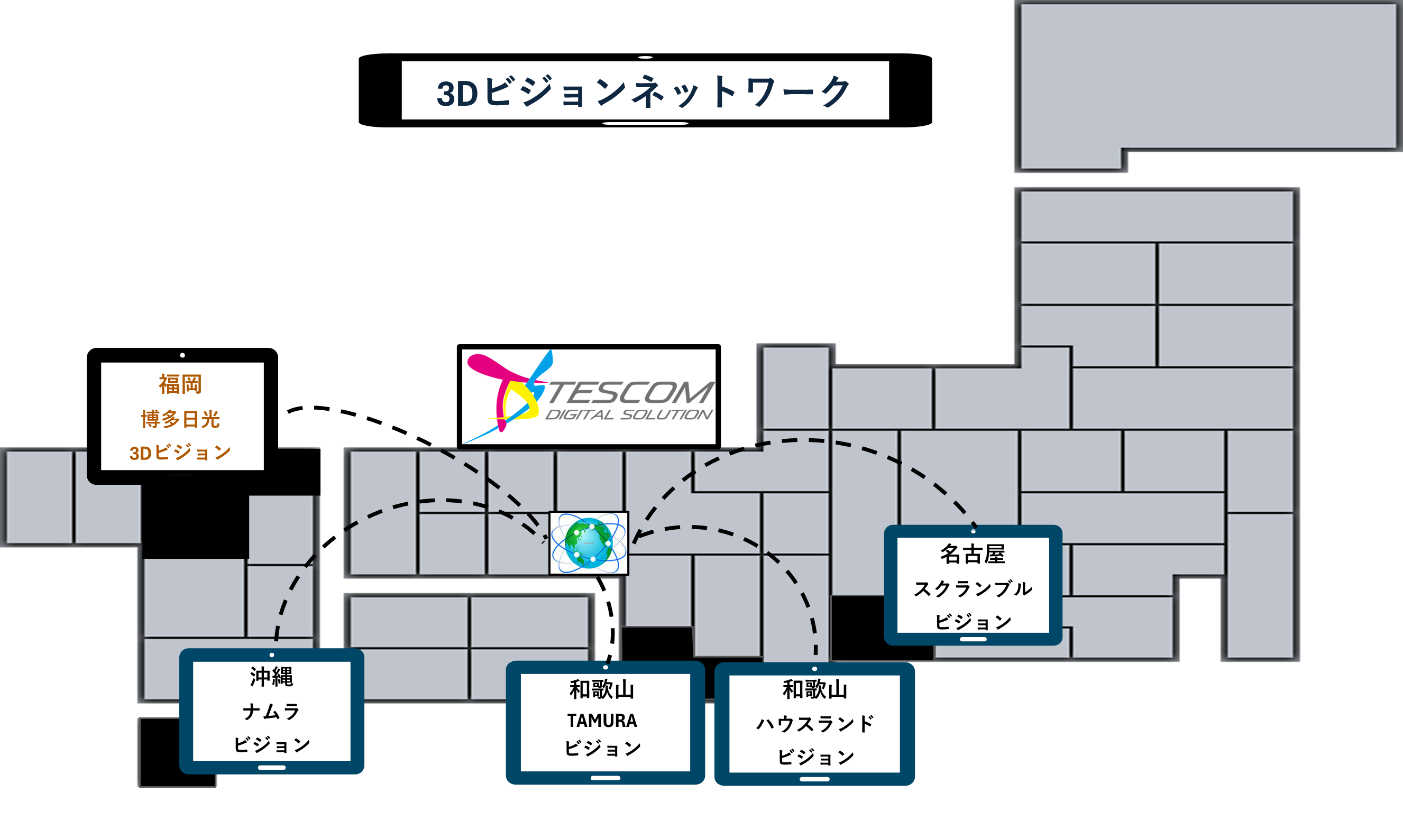 3Dビジョンネットワーク
TESCOM
DIGITAL SOLUTION
福岡
博多日光
3Dビジョン
名古屋
スクランブル
ビジョン
沖縄
ナムラ
ビジョン
和歌山
TAMURA
ビジョン
和歌山
ハウスランド
ビジョン